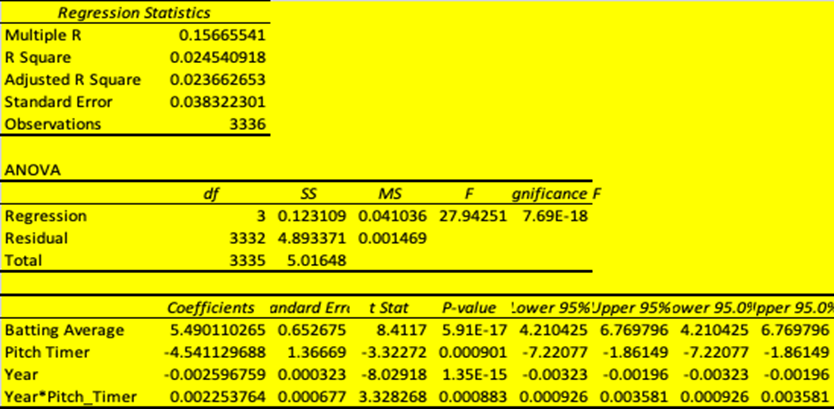 Regression Statistics
Multiple R 0.15665541
R Square 0.024540918
Adjusted R Square 0.023662653
Standard Error 0.038322301
Observations 3336
ANOVA
df SS MS F gnificance F
Regression 3 0.123109 0.041036 27.94251 7.69E-18
Residual 3332 4.893371 0.001469
Total 3335 5.01648
Coefficients andard Erro t Stat P-value Lower 95% Upper 95% ower 95.0% pper 95.0%
Batting Average 5.490110265 0.652675 8.4117 5.91E-17 4.210425 6.769796 4.210425 6.769796
Pitch Timer -4.541129688 1.36669 -3.32272 0.000901 -7.22077 -1.86149 -7.22077 -1.86149
Year -0.002596759 0.000323 -8.02918 1.35E-15 -0.00323 -0.00196 -0.00323 -0.00196
Year*Pitch_Timer 0.002253764 0.000677 3.328268 0.000883 0.000926 0.003581 0.000926 0.003581